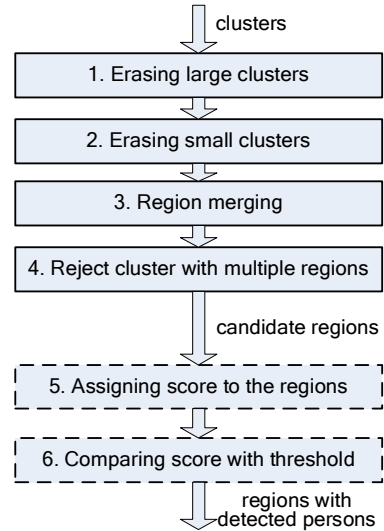 clusters
1. Erasing large clusters
2. Erasing small clusters
3. Region merging
4. Reject cluster with multiple regions
candidate regions
5. Assigning score to the regions
6. Comparing score with threshold
regions with
detected persons